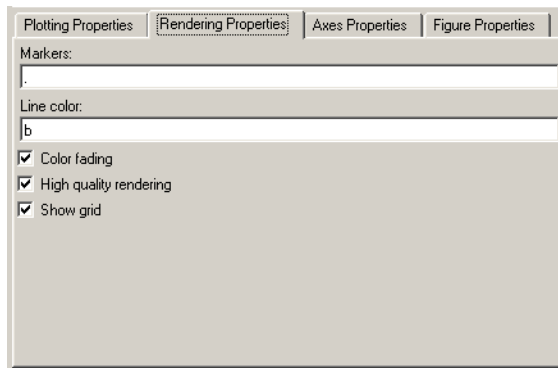 Plotting Properties Rendering Properties Axes Properties Figure Properties
Markers:
.
Line color:
b
Color fading
High quality rendering
Show grid